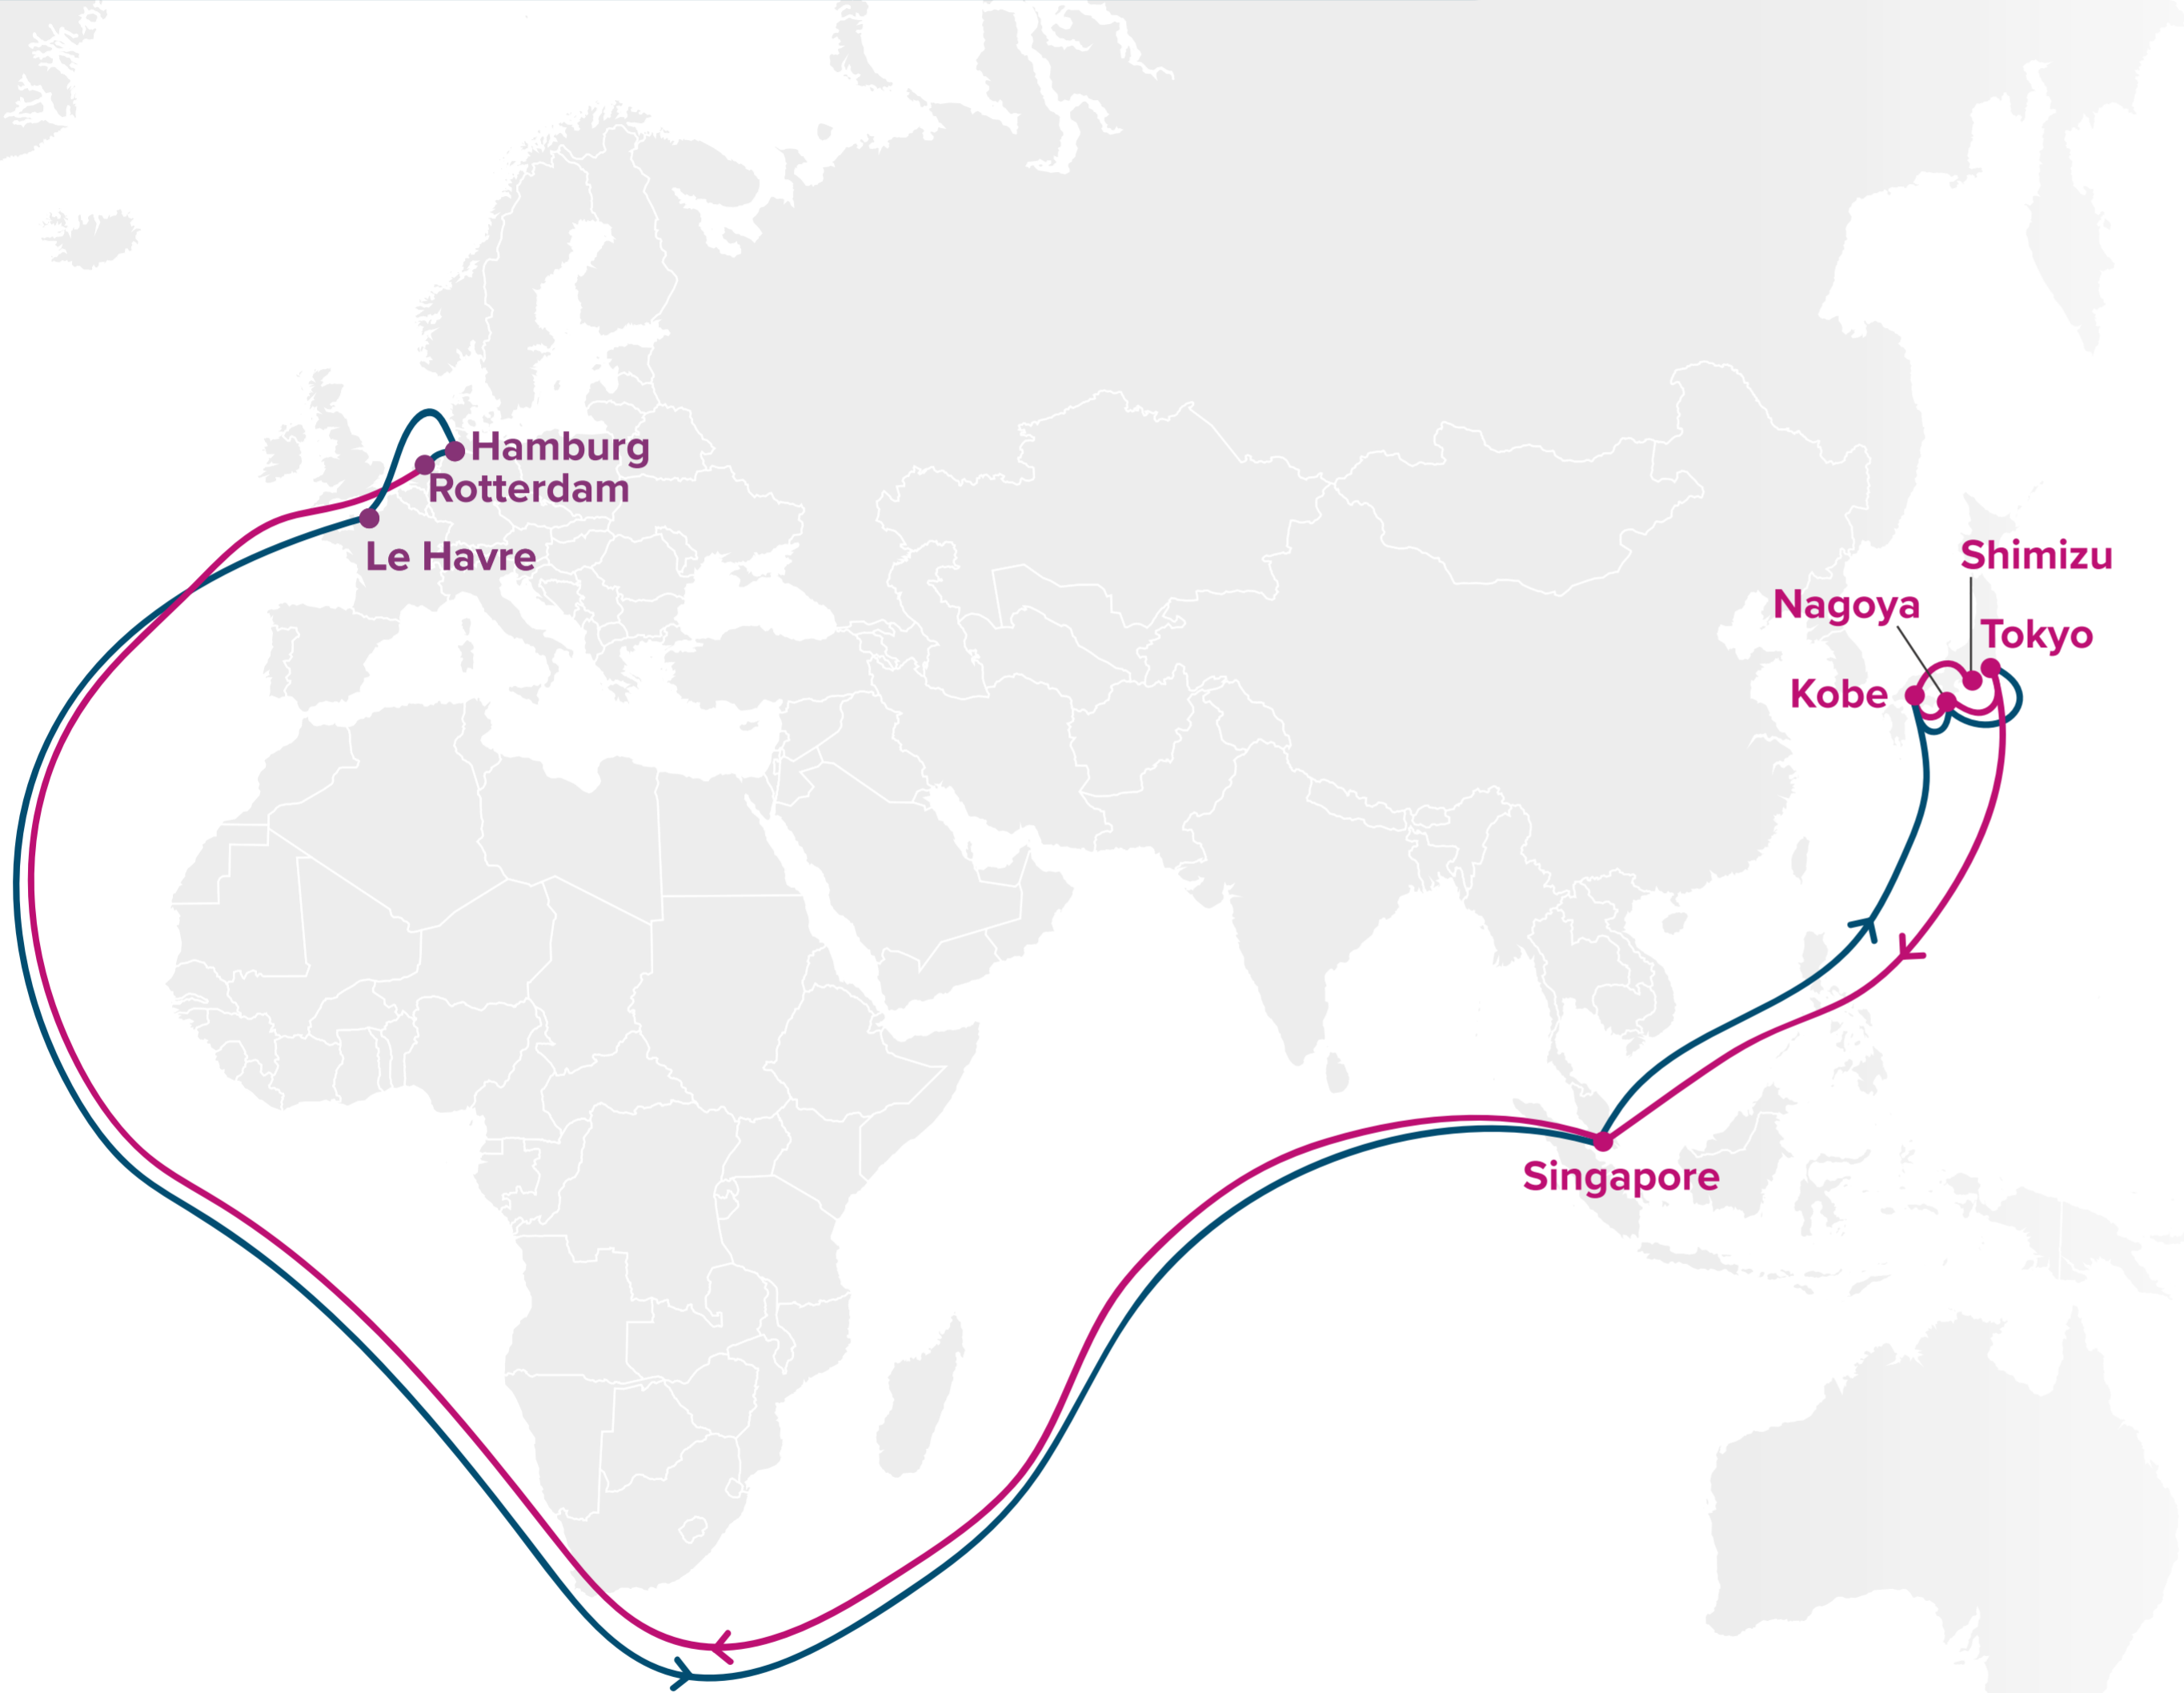 Hamburg
Rotterdam
Le Havre
Shimizu
Nagoya
Tokyo
Kobe
Singapore